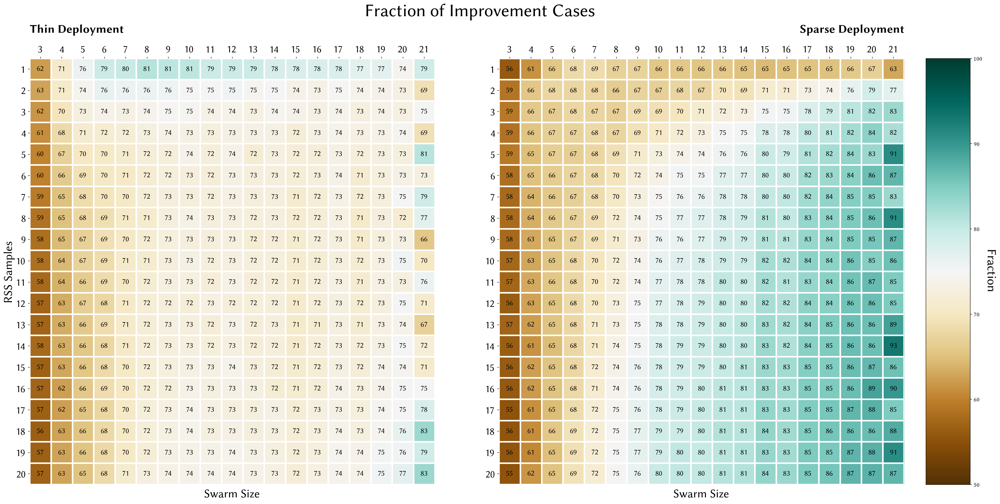 Fraction of Improvement Cases
Thin Deployment
Sparse Deployment
3 4 5 6 7 8 9 10 11 12 13 14 15 16 17 18 19 20 21
1 62 71 76 79 80 81 81 81 79 79 79 78 78 78 78 77 77 74 79
2 63 71 74 76 76 76 76 75 75 75 75 75 74 73 75 74 74 73 69
3 62 70 73 74 73 74 75 75 74 74 73 74 74 73 74 73 74 73 75
4 61 68 71 72 72 73 74 73 73 73 73 73 72 73 74 73 73 74 69
5 60 67 70 70 71 72 72 74 72 74 72 73 72 72 73 72 73 73 81
6 60 66 69 70 71 72 72 73 72 73 73 73 72 73 74 71 73 73 73
7 59 65 68 70 70 72 73 73 72 73 73 73 71 72 73 72 73 75 79
8 59 65 68 69 71 71 73 74 73 73 72 73 72 72 73 71 73 72 77
9 58 65 67 69 70 72 73 73 73 73 72 72 71 72 73 71 73 73 66
10 58 64 67 69 71 71 73 73 72 73 72 72 71 72 73 72 73 75 70
11 58 64 66 69 70 72 73 73 72 73 72 72 71 72 73 71 73 73 76
12 57 63 67 68 71 72 72 72 73 72 72 72 71 72 73 72 73 75 71
13 57 63 66 69 71 72 73 73 72 73 72 73 71 71 73 71 73 74 67
14 58 63 66 68 71 72 73 73 72 73 72 72 71 72 73 72 73 75 72
15 57 63 66 68 70 72 73 73 73 74 73 72 71 72 73 72 74 74 71
16 57 62 66 69 70 72 72 73 73 73 73 72 71 72 74 73 74 75 75
17 57 62 65 68 70 72 73 74 73 73 73 73 72 73 73 73 74 75 78
18 56 63 66 68 70 72 73 74 73 73 73 73 72 73 74 73 74 76 83
19 57 63 66 68 70 72 73 73 73 74 73 73 72 73 74 74 75 76 79
20 57 63 65 68 71 73 74 74 74 74 73 73 72 73 74 74 75 77 83
RSS Samples
Swarm Size
3 4 5 6 7 8 9 10 11 12 13 14 15 16 17 18 19 20 21
1 56 61 66 68 69 67 67 66 66 66 66 65 65 65 65 65 66 67 63
2 59 66 68 68 68 66 67 67 68 67 70 69 71 71 73 74 76 79 77
3 59 66 67 68 67 67 69 69 70 71 72 73 75 75 78 79 81 82 83
4 59 66 67 67 68 67 69 71 72 73 75 75 78 78 80 81 82 84 82
5 59 65 67 67 68 69 71 73 74 74 76 76 80 79 81 82 84 83 91
6 58 65 66 67 68 70 72 74 75 75 77 77 80 80 82 83 84 86 87
7 58 64 66 67 68 70 73 75 76 76 78 78 80 80 82 84 85 85 83
8 58 64 66 67 69 72 74 75 77 77 78 79 81 80 83 84 85 86 91
9 58 63 65 67 69 71 73 76 76 77 79 79 81 81 83 84 85 85 87
10 57 63 65 68 70 72 74 76 77 78 79 79 82 82 84 84 86 85 86
11 57 63 66 68 70 72 74 77 78 78 80 80 82 81 83 84 86 87 85
12 56 63 65 68 70 73 75 77 78 79 80 80 82 82 84 84 86 86 85
13 57 62 65 68 71 73 75 78 78 79 80 80 83 82 84 85 86 86 89
14 56 61 65 68 71 74 75 78 79 79 80 80 83 82 84 85 86 86 93
15 56 62 65 68 72 74 76 78 79 79 80 81 83 83 85 85 86 87 86
16 56 62 65 68 71 74 76 78 79 80 81 81 83 83 85 85 86 89 90
17 55 61 65 68 72 75 76 78 79 80 81 81 83 83 85 85 87 88 85
18 56 61 66 69 72 75 77 79 79 80 81 81 84 83 85 86 86 86 88
19 56 61 65 69 72 75 77 79 80 80 81 81 83 83 85 85 87 88 91
20 55 62 65 69 72 75 76 80 80 80 81 81 84 83 85 86 87 87 87
Swarm Size
100
90
80
70
60
50
Fraction